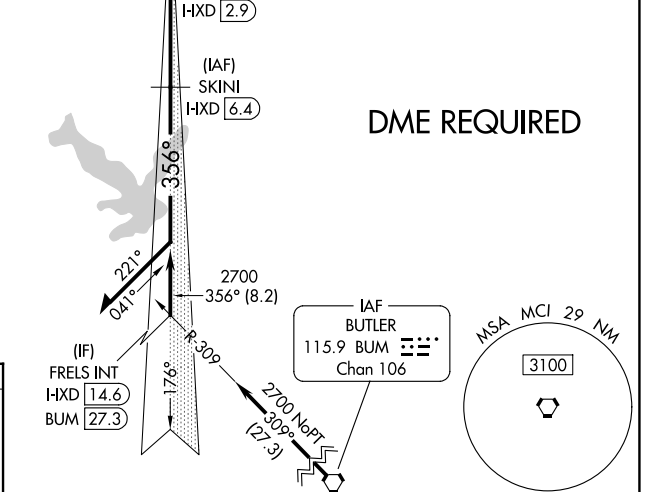 I-IXD 2.9
(IAF)
SKINI
I-IXD 6.4
DME REQUIRED
356°
221°
041°
2700
356° (8.2)
IAF
BUTLER
115.9 BUM
Chan 106
MSA MCI 29 NM
3100
(IF)
FRELS INT
I-IXD 14.6
BUM 27.3
R-309
176°
2700 NoPT
309°
(27.3)